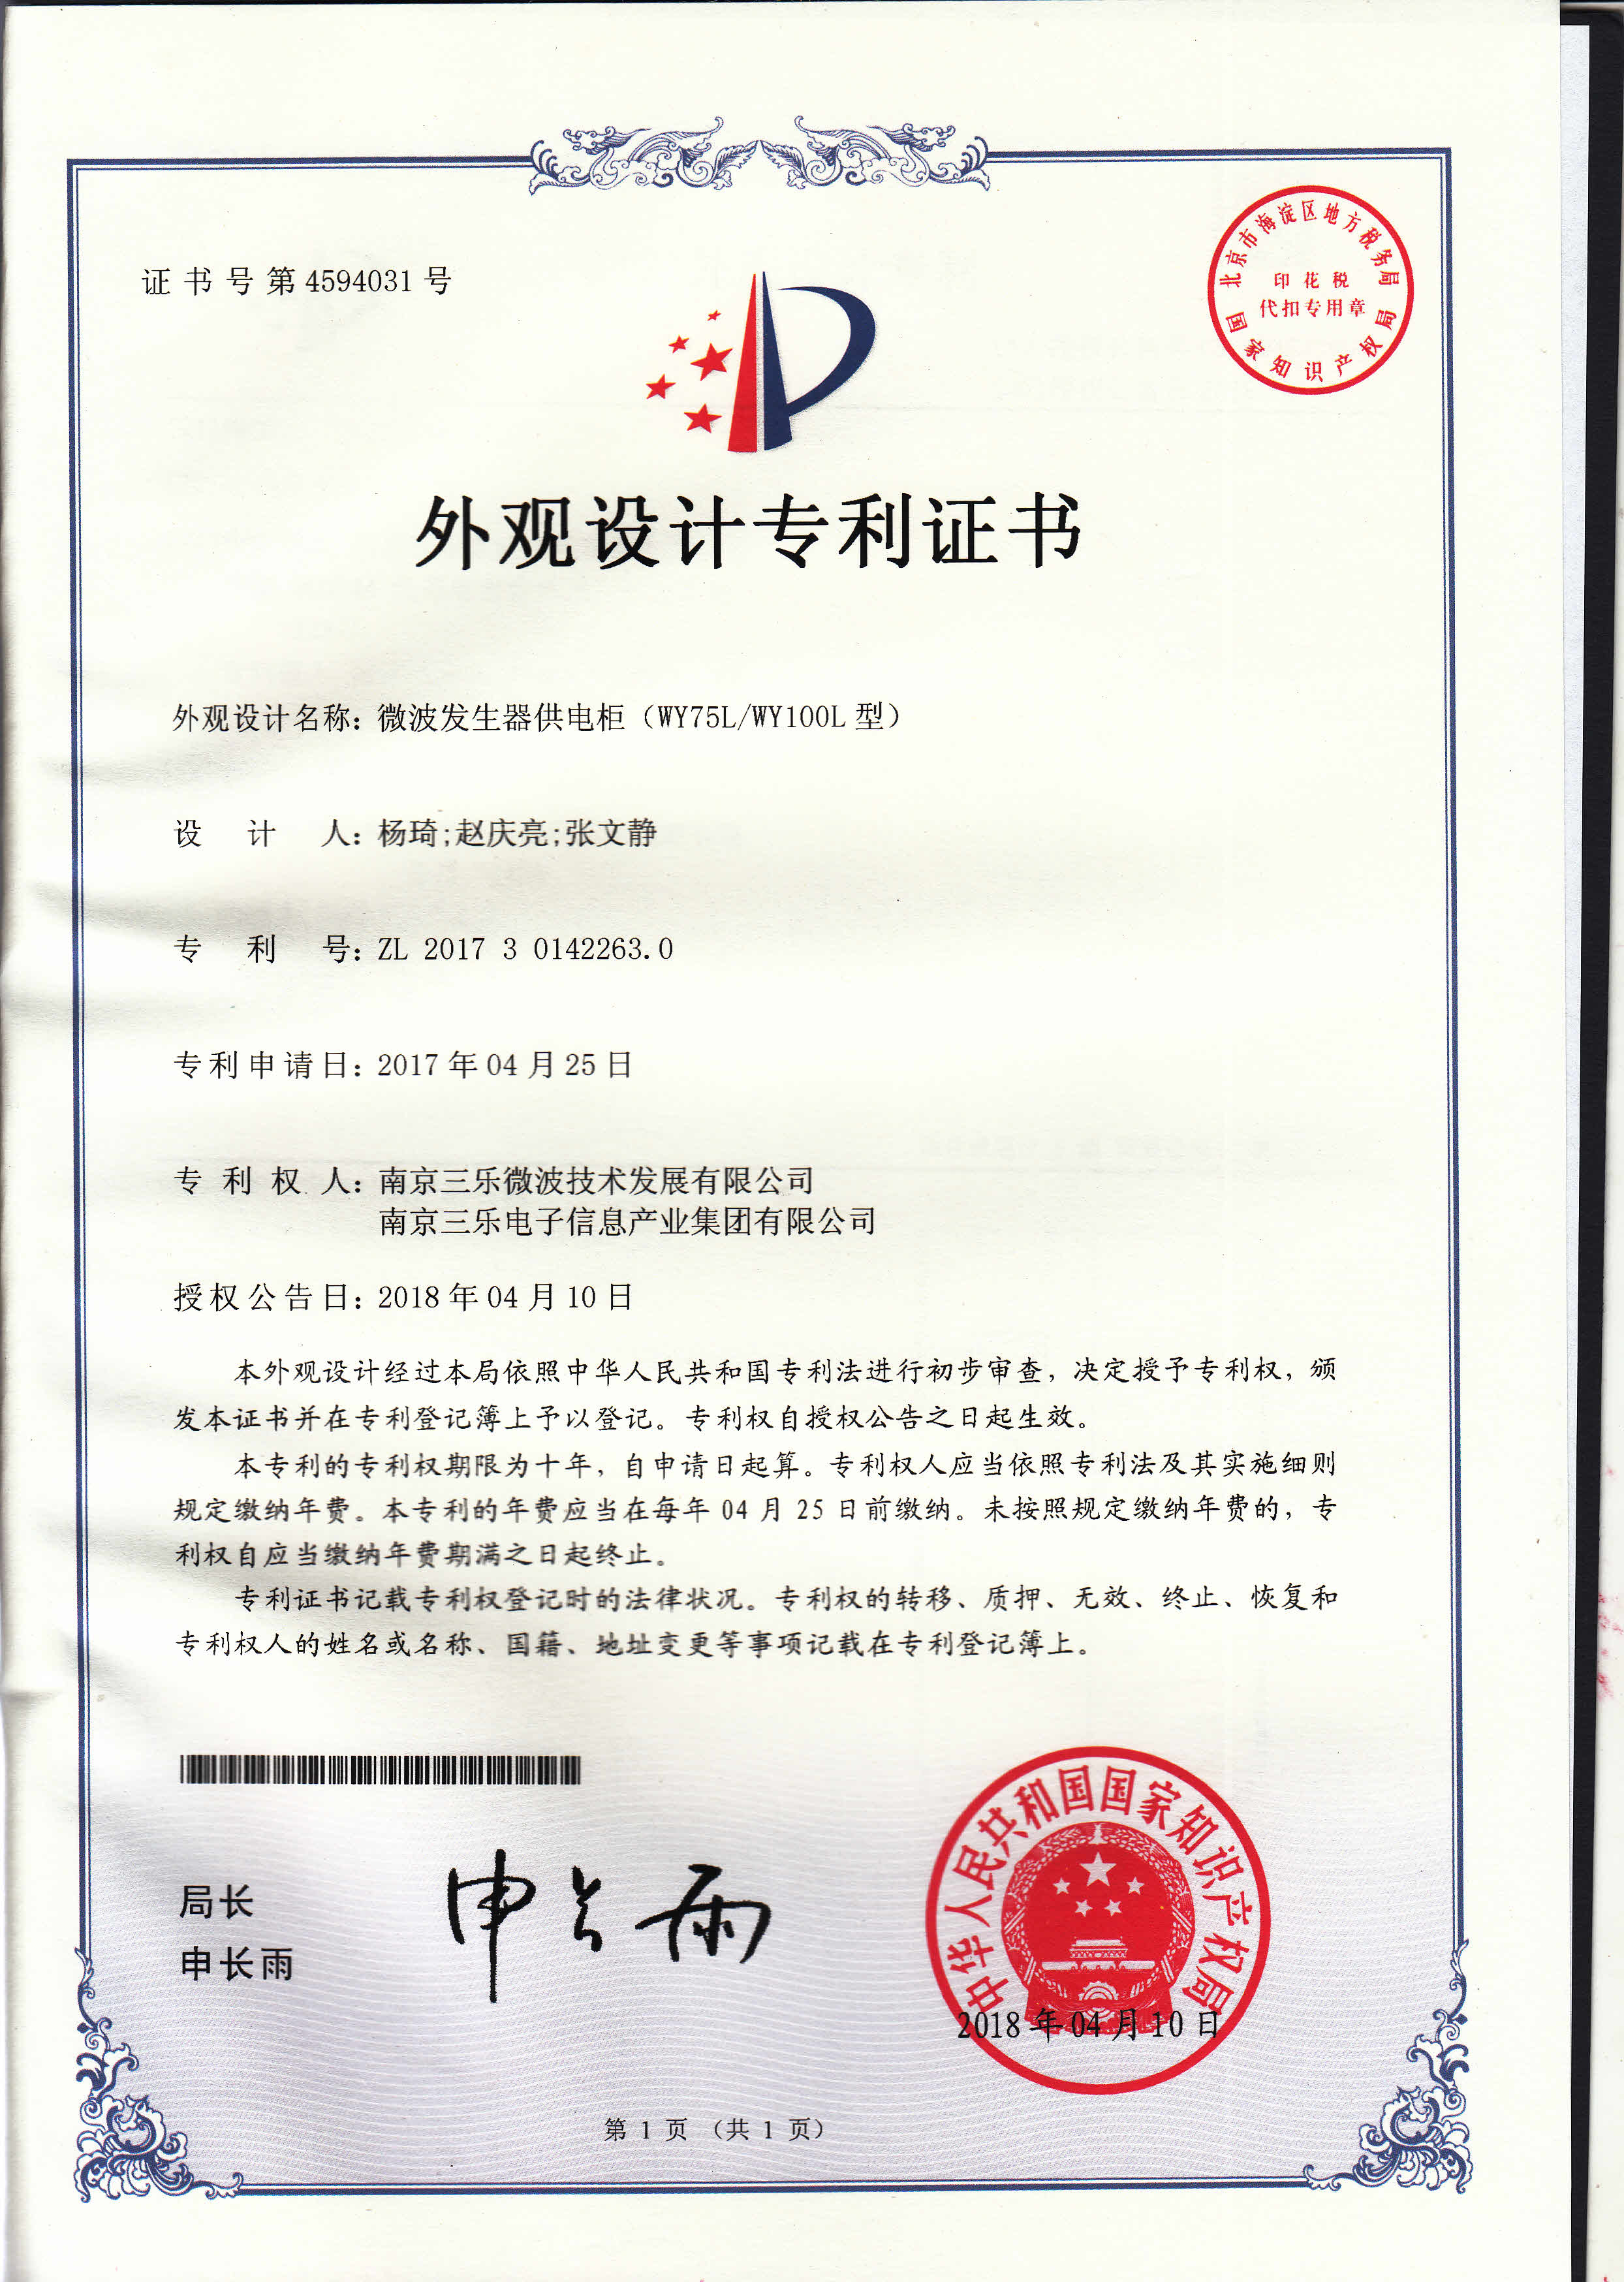 证书号第4594031号
北京市海淀区地方税务局
印花税
代扣专用章
国家知识产权局
外观设计专利证书
外观设计名称：微波发生器供电柜（WY75L/WY100L型）
设计人：杨琦;赵庆亮;张文静
专利号：ZL 2017 3 0142263.0
专利申请日：2017年04月25日
专利权人：南京三乐微波技术发展有限公司
南京三乐电子信息产业集团有限公司
授权公告日：2018年04月10日
本外观设计经过本局依照中华人民共和国专利法进行初步审查，决定授予专利权，颁
发本证书并在专利登记簿上予以登记。专利权自授权公告之日起生效。
本专利的专利权期限为十年，自申请日起算。专利权人应当依照专利法及其实施细则
规定缴纳年费。本专利的年费应当在每年04月25日前缴纳。未按照规定缴纳年费的，专
利权自应当缴纳年费期满之日起终止。
专利证书记载专利权登记时的法律状况。专利权的转移、质押、无效、终止、恢复和
专利权人的姓名或名称、国籍、地址变更等事项记载在专利登记簿上。
局长
申长雨
申长雨
中华人民共和国国家知识产权局
2018年04月10日
第1页（共1页）